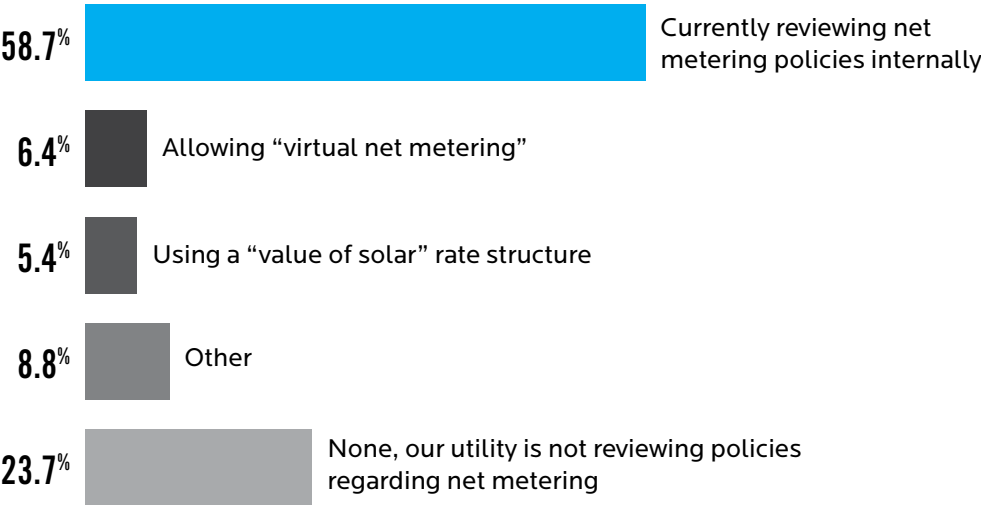 58.7%
Currently reviewing net
metering policies internally
6.4%
Allowing “virtual net metering”
5.4%
Using a “value of solar” rate structure
8.8%
Other
23.7%
None, our utility is not reviewing policies
regarding net metering